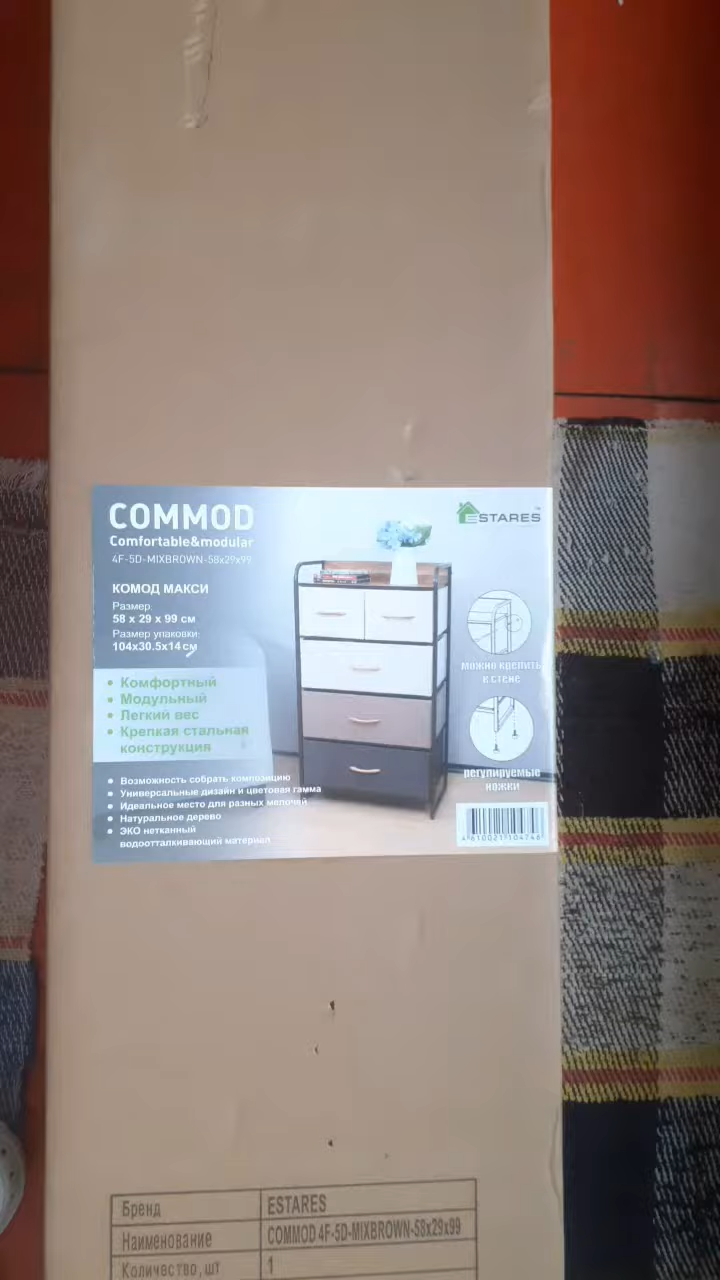 COMMOD
Comfortable&modular
4F-5D-MIXBROWN-58x29x99
ESTARES
КОМОД МАКСИ
Размер:
58 x 29 x 99 см
Размер упаковки:
104x30.5x14 см
• Комфортный
• Модульный
• Легкий вес
• Крепкая стальная
конструкция
можно крепить
к стене
регулируемые
ножки
• Возможность собрать композицию
• Универсальные дизайн и цветовая гамма
• Идеальное место для разных мелочей
• Натуральное дерево
• ЭКО нетканый
водоотталкивающий материал
4610021104746
Бренд ESTARES
Наименование COMMOD 4F-5D-MIXBROWN-58x29x99
Количество, шт 1